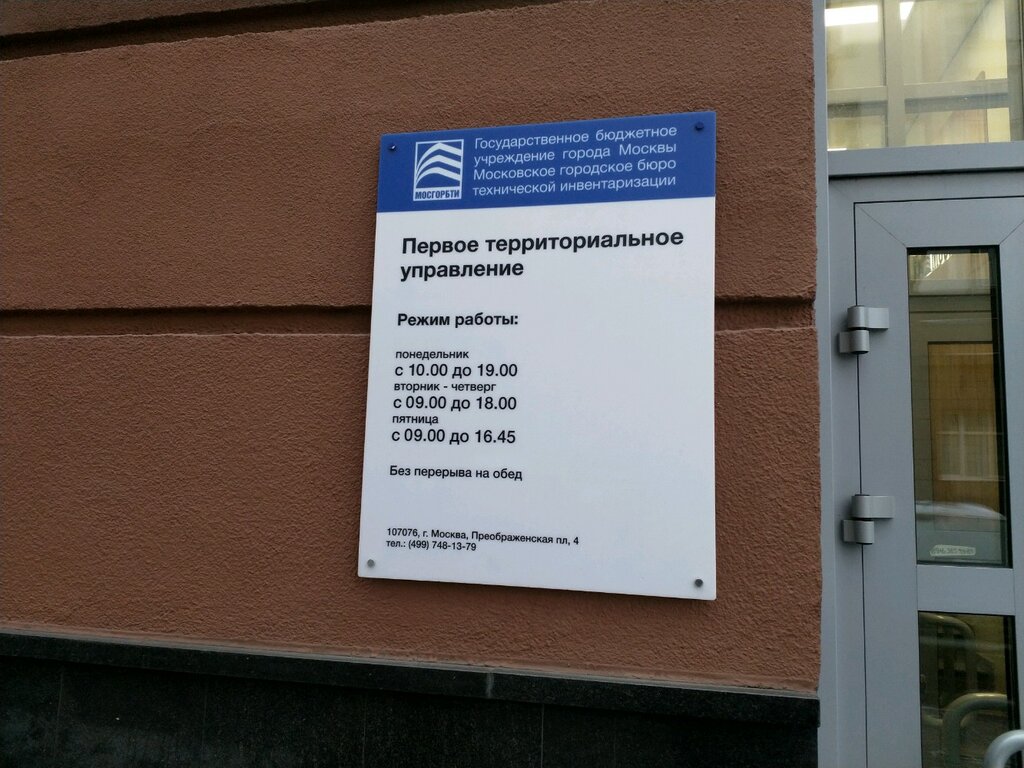 Государственное бюджетное
учреждение города Москвы
Московское городское бюро
технической инвентаризации
МОСГОРБТИ
Первое территориальное
управление
Режим работы:
понедельник
с 10.00 до 19.00
вторник - четверг
с 09.00 до 18.00
пятница
с 09.00 до 16.45
Без перерыва на обед
107076, г. Москва, Преображенская пл, 4
тел.: (499) 748-13-79